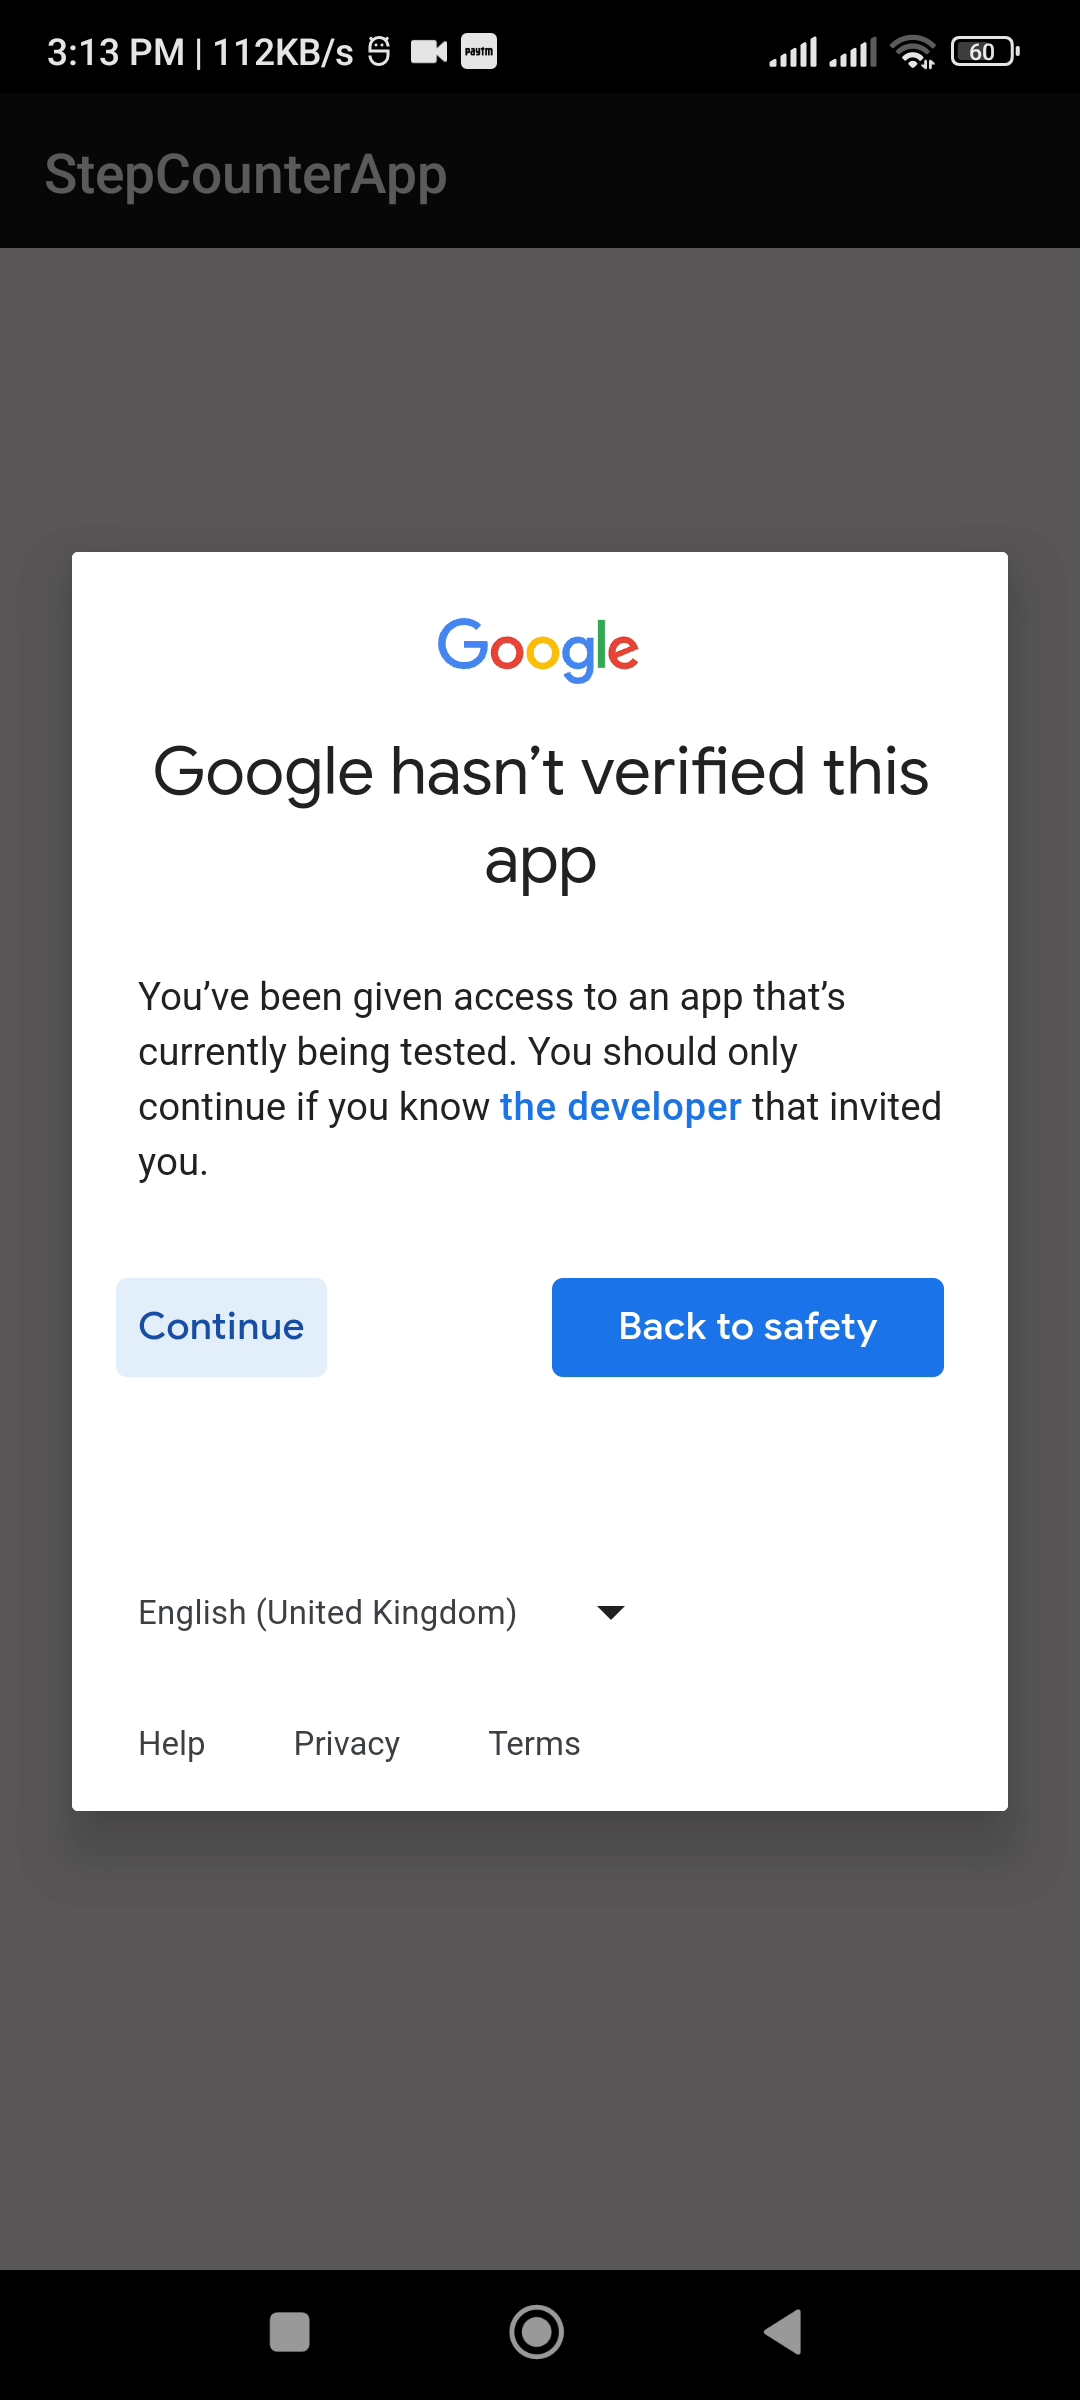 3:13 PM | 112KB/s paytm 60
StepCounterApp
Google
Google hasn’t verified this
app
You’ve been given access to an app that’s
currently being tested. You should only
continue if you know the developer that invited
you.
Continue Back to safety
English (United Kingdom)
Help Privacy Terms